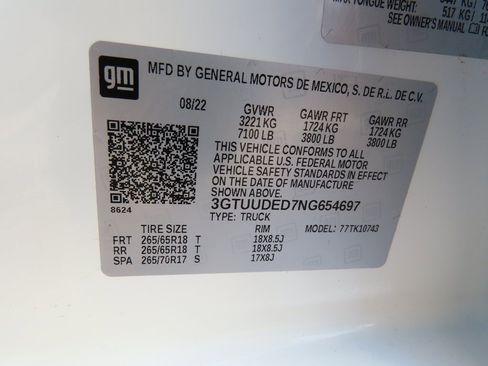 MAX TONGUE WEIGHT:
517 KG /
SEE OWNER'S MANUAL
gm
MFD BY GENERAL MOTORS DE MEXICO, S. DE R.L. DE C.V.
08/22 GVWR GAWR FRT GAWR RR
3221 KG 1724 KG 1724 KG
7100 LB 3800 LB 3800 LB
THIS VEHICLE CONFORMS TO ALL
APPLICABLE U.S. FEDERAL MOTOR
VEHICLE SAFETY STANDARDS IN EFFECT
ON THE DATE OF MANUFACTURE
SHOWN ABOVE.
8624 3GTUUDED7NG654697
TYPE: TRUCK MODEL: 77TK10743
TIRE SIZE RIM
FRT 265/65R18 T 18X8.5J
RR 265/65R18 T 18X8.5J
SPA 265/70R17 S 17X8J